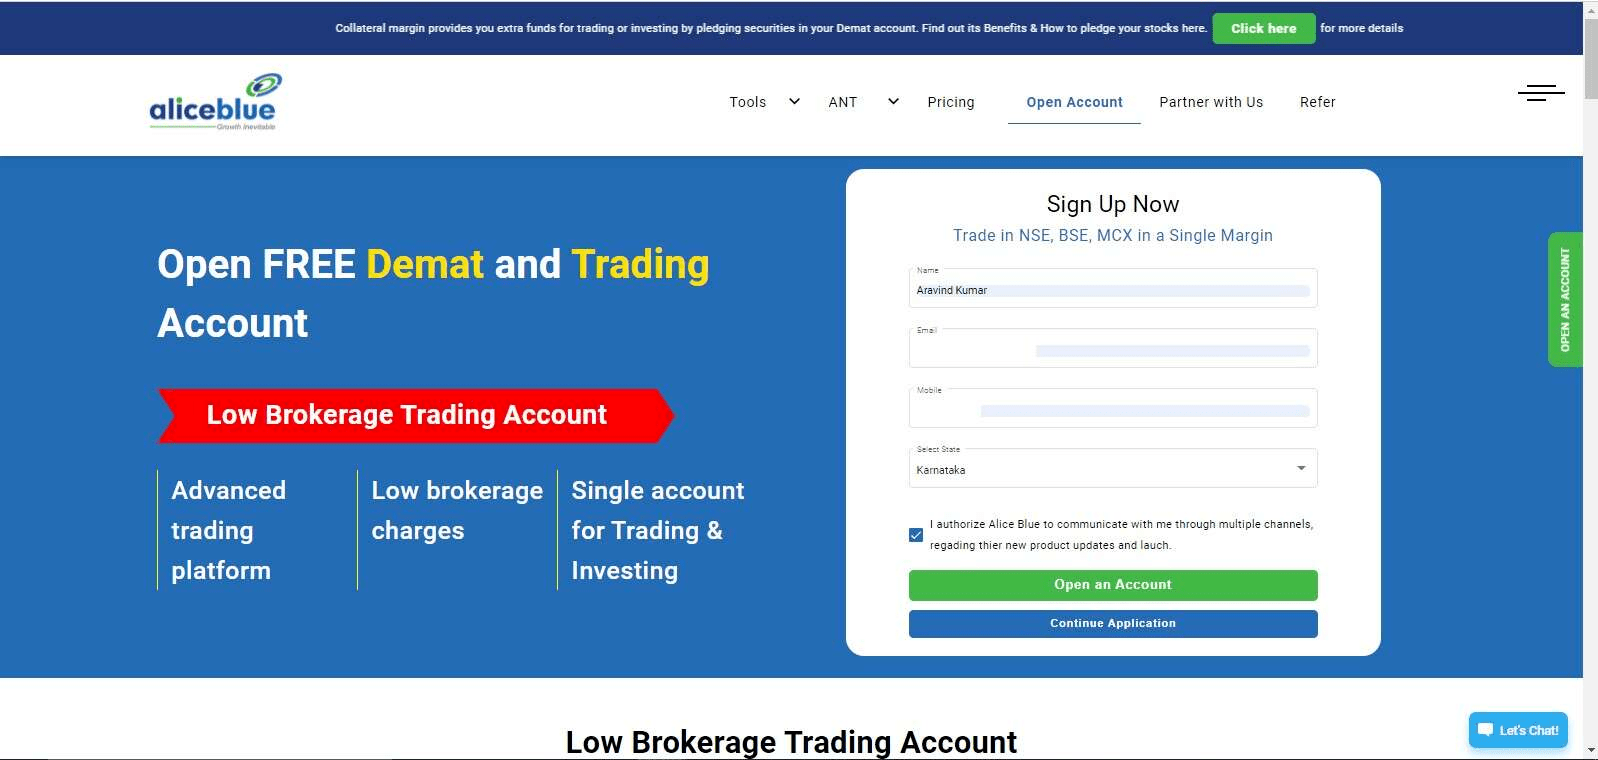 Collateral margin provides you extra funds for trading or investing by pledging securities in your Demat account. Find out its Benefits & How to pledge your stocks here. Click here for more details
aliceblue
Growth Inevitable
Tools ANT Pricing Open Account Partner with Us Refer
Open FREE Demat and Trading
Account
Low Brokerage Trading Account
Advanced
trading
platform
Low brokerage
charges
Single account
for Trading &
Investing
Sign Up Now
Trade in NSE, BSE, MCX in a Single Margin
Name
Aravind Kumar
Email
Mobile
Select State
Karnataka
I authorize Alice Blue to communicate with me through multiple channels,
regading thier new product updates and lauch.
Open an Account
Continue Application
OPEN AN ACCOUNT
Low Brokerage Trading Account
Let's Chat!